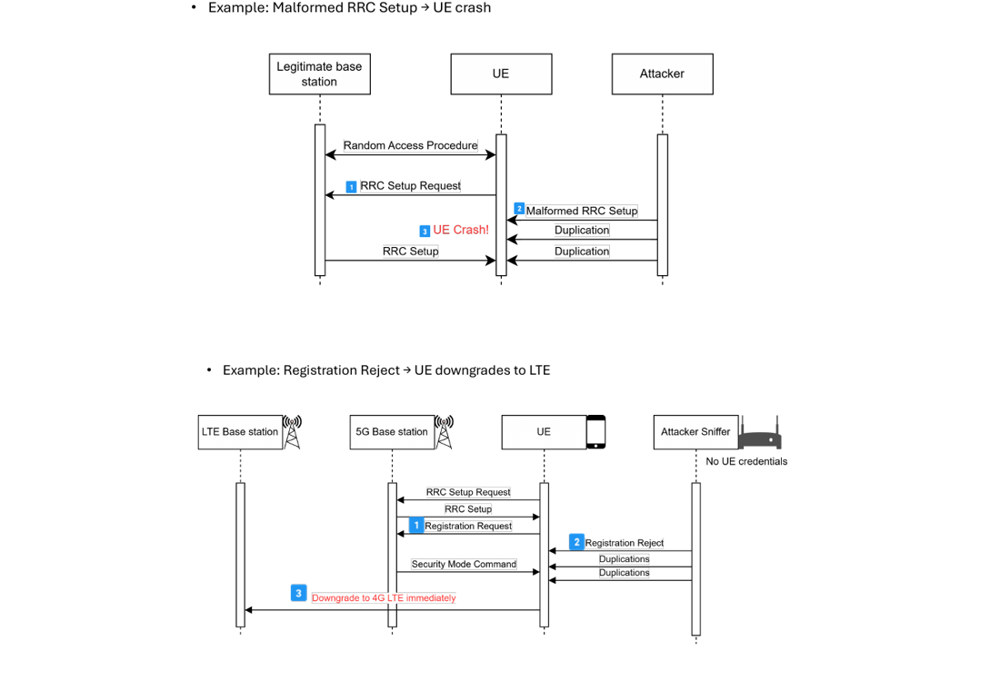 • Example: Malformed RRC Setup → UE crash
Legitimate base
station
UE
Attacker
Random Access Procedure
1 RRC Setup Request
2 Malformed RRC Setup
3 UE Crash!
Duplication
RRC Setup
Duplication
• Example: Registration Reject → UE downgrades to LTE
LTE Base station
5G Base station
UE
Attacker Sniffer
No UE credentials
RRC Setup Request
RRC Setup
1 Registration Request
2 Registration Reject
Duplications
Security Mode Command
Duplications
3 Downgrade to 4G LTE immediately